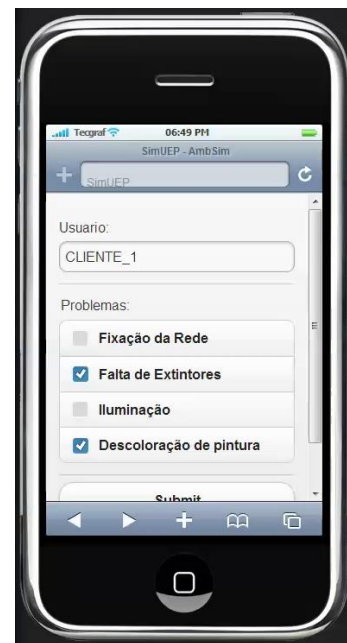 Tecgraf 06:49 PM
SimUEP - AmbSim
SimUEP
Usuario:
CLIENTE_1
Problemas:
Fixação da Rede
Falta de Extintores
Iluminação
Descoloração de pintura
Submit